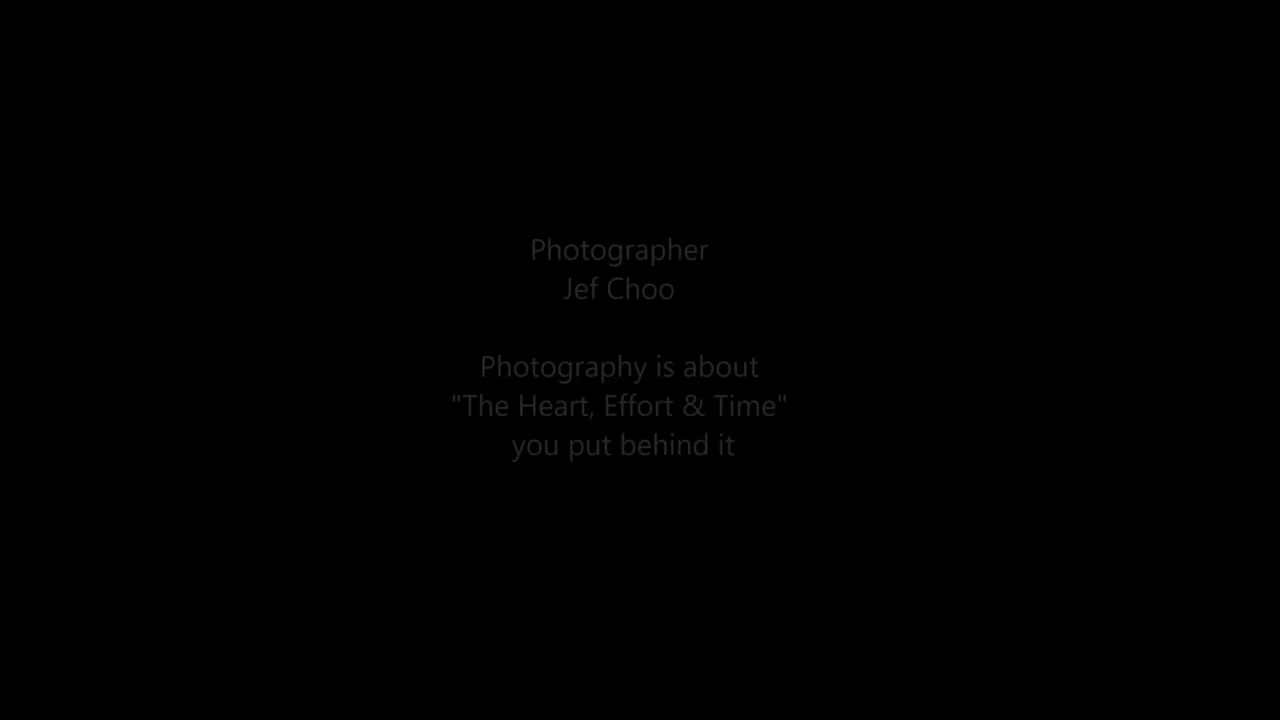 Photographer
Jef Choo
Photography is about
"The Heart, Effort & Time"
you put behind it